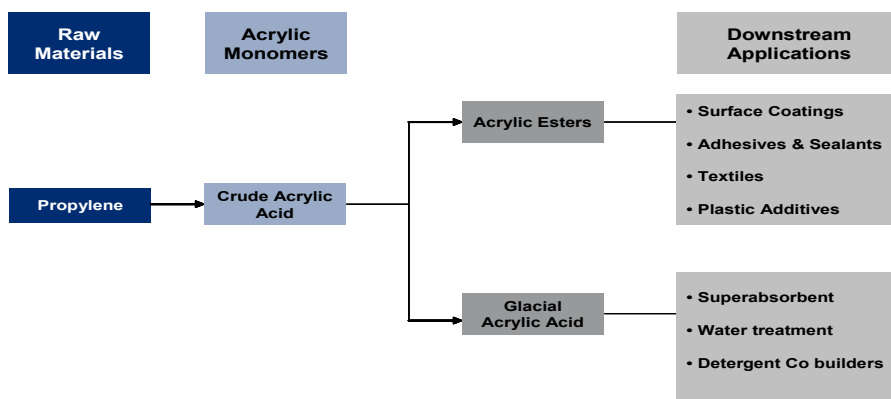 Raw
Materials
Acrylic
Monomers
Downstream
Applications
Propylene
Crude Acrylic
Acid
Acrylic Esters
• Surface Coatings
• Adhesives & Sealants
• Textiles
• Plastic Additives
Glacial
Acrylic Acid
• Superabsorbent
• Water treatment
• Detergent Co builders